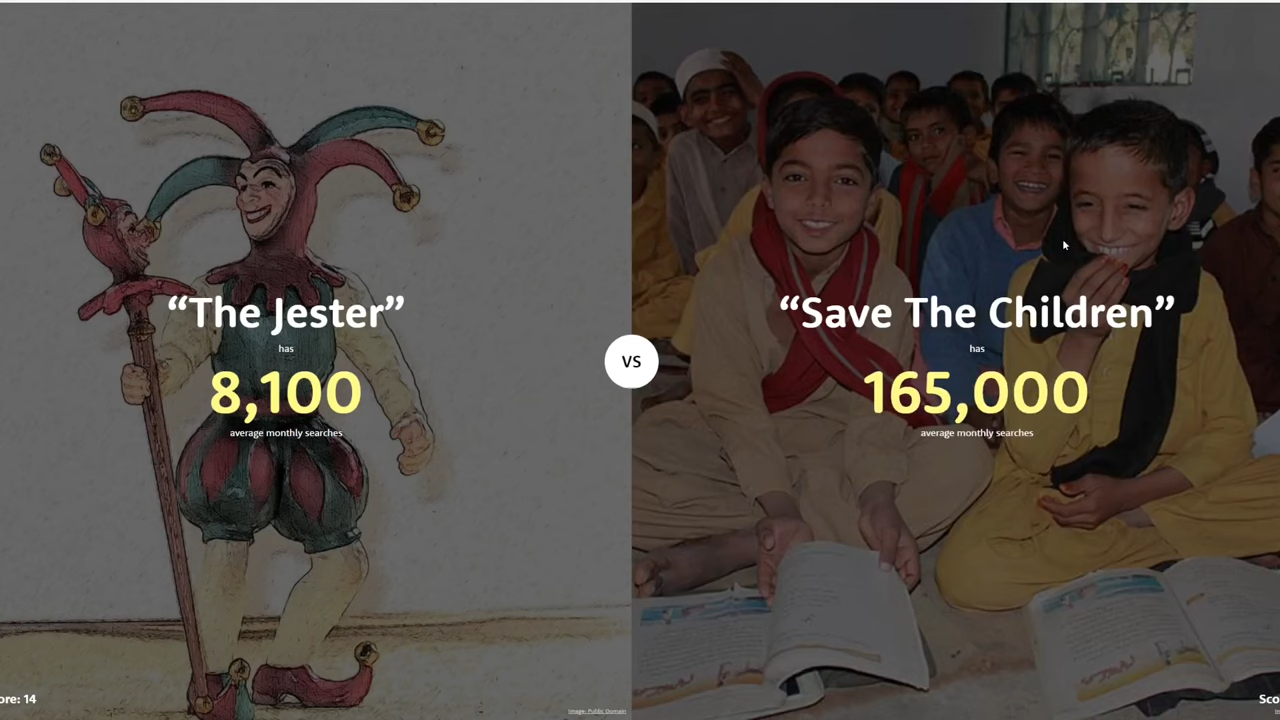 “The Jester”
has
8,100
average monthly searches
VS
“Save The Children”
has
165,000
average monthly searches
ore: 14
Image: Public Domain
Sco